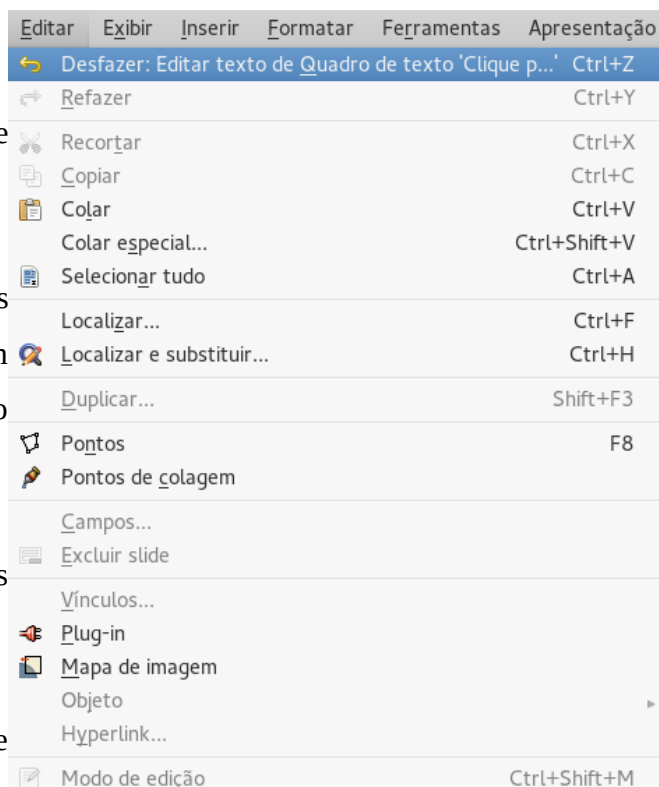 Editar Exibir Inserir Formatar Ferramentas Apresentação
Desfazer: Editar texto de Quadro de texto 'Clique p...' Ctrl+Z
Refazer Ctrl+Y
e
Recortar Ctrl+X
Copiar Ctrl+C
Colar Ctrl+V
Colar especial... Ctrl+Shift+V
Selecionar tudo Ctrl+A
s
Localizar... Ctrl+F
n Localizar e substituir... Ctrl+H
Duplicar... Shift+F3
o
Pontos F8
Pontos de colagem
Campos...
Excluir slide
s
Vínculos...
Plug-in
Mapa de imagem
Objeto
Hyperlink...
e
Modo de edição Ctrl+Shift+M